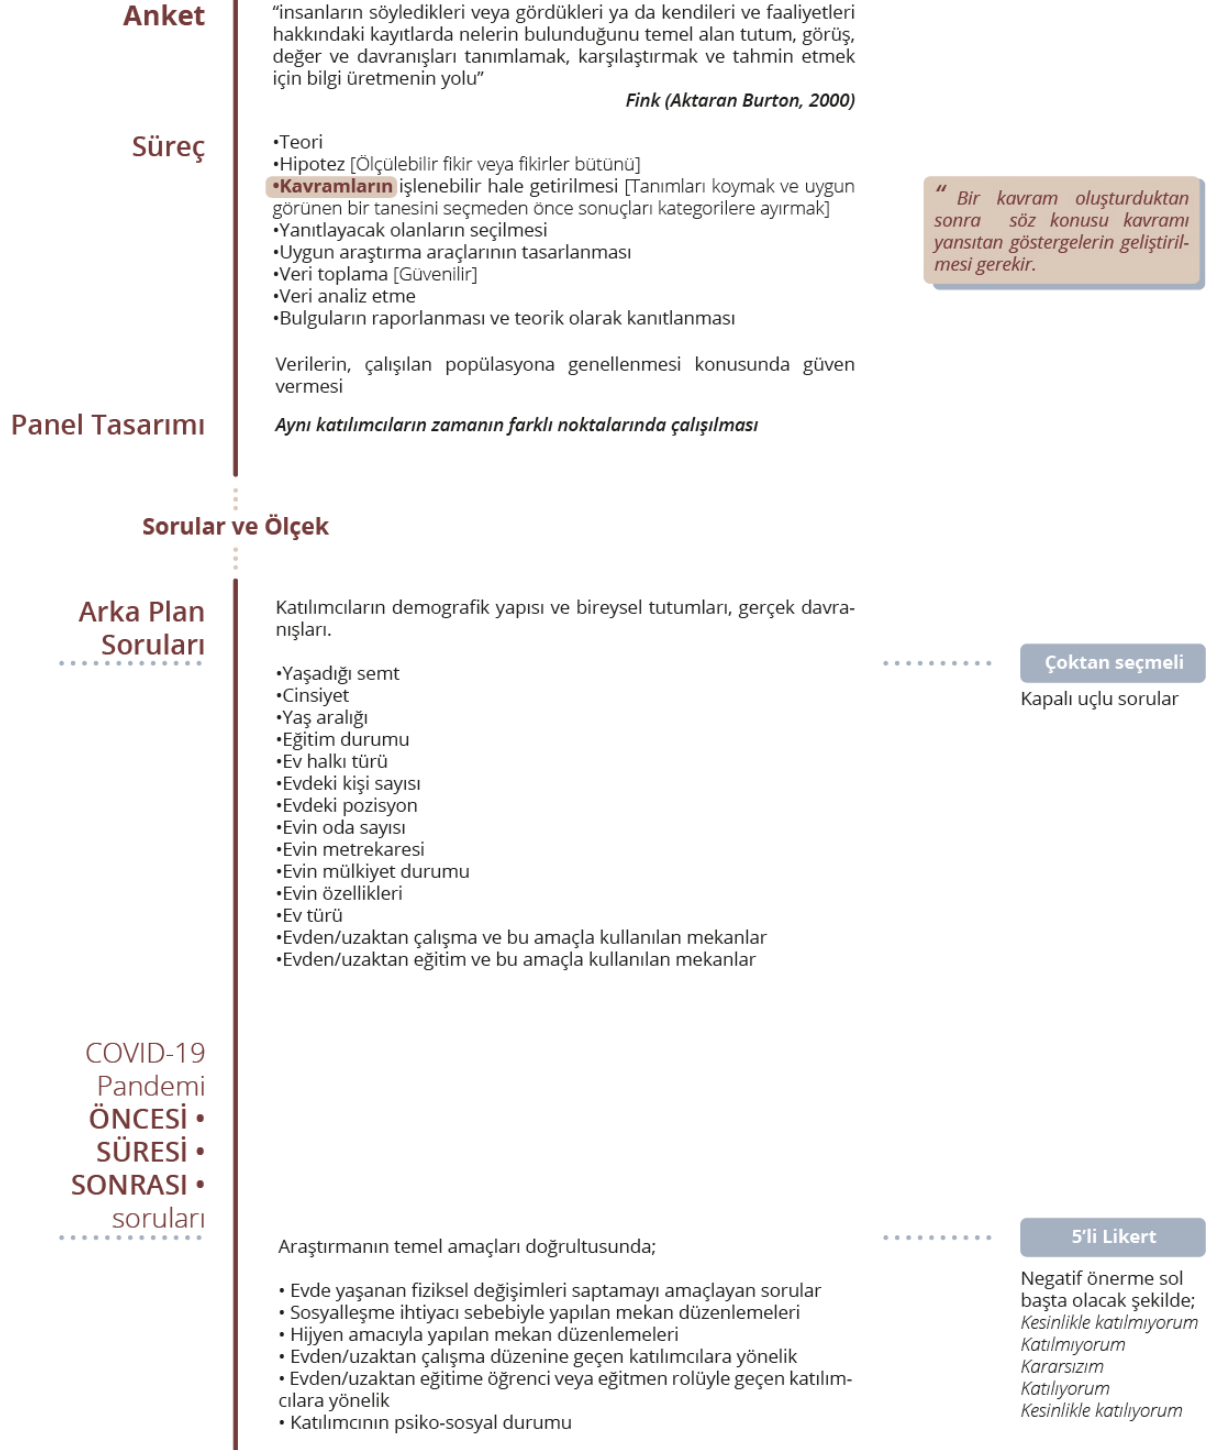 Anket
“insanların söyledikleri veya gördükleri ya da kendileri ve faaliyetleri
hakkındaki kayıtlarda nelerin bulunduğunu temel alan tutum, görüş,
değer ve davranışları tanımlamak, karşılaştırmak ve tahmin etmek
için bilgi üretmenin yolu”
Fink (Aktaran Burton, 2000)
Süreç
•Teori
•Hipotez [Ölçülebilir fikir veya fikirler bütünü]
•Kavramların işlenebilir hale getirilmesi [Tanımları koymak ve uygun
görünen bir tanesini seçmeden önce sonuçları kategorilere ayırmak]
•Yanıtlayacak olanların seçilmesi
•Uygun araştırma araçlarının tasarlanması
•Veri toplama [Güvenilir]
•Veri analiz etme
•Bulguların raporlanması ve teorik olarak kanıtlanması
“ Bir kavram oluşturduktan
sonra söz konusu kavramı
yansıtan göstergelerin geliştiril-
mesi gerekir.
Verilerin, çalışılan popülasyona genellenmesi konusunda güven
vermesi
Panel Tasarımı
Aynı katılımcıların zamanın farklı noktalarında çalışılması
Sorular ve Ölçek
Arka Plan
Soruları
Katılımcıların demografik yapısı ve bireysel tutumları, gerçek davra-
nışları.
•Yaşadığı semt
•Cinsiyet
•Yaş aralığı
•Eğitim durumu
•Ev halkı türü
•Evdeki kişi sayısı
•Evdeki pozisyon
•Evin oda sayısı
•Evin metrekaresi
•Evin mülkiyet durumu
•Evin özellikleri
•Ev türü
•Evden/uzaktan çalışma ve bu amaçla kullanılan mekanlar
•Evden/uzaktan eğitim ve bu amaçla kullanılan mekanlar
Çoktan seçmeli
Kapalı uçlu sorular
COVID-19
Pandemi
ÖNCESİ •
SÜRESİ •
SONRASI •
soruları
Araştırmanın temel amaçları doğrultusunda;
• Evde yaşanan fiziksel değişimleri saptamayı amaçlayan sorular
• Sosyalleşme ihtiyacı sebebiyle yapılan mekan düzenlemeleri
• Hijyen amacıyla yapılan mekan düzenlemeleri
• Evden/uzaktan çalışma düzenine geçen katılımcılara yönelik
• Evden/uzaktan eğitime öğrenci veya eğitmen rolüyle geçen katılım-
cılara yönelik
• Katılımcının psiko-sosyal durumu
5’li Likert
Negatif önerme sol
başta olacak şekilde;
Kesinlikle katılmıyorum
Katılmıyorum
Kararsızım
Katılıyorum
Kesinlikle katılıyorum